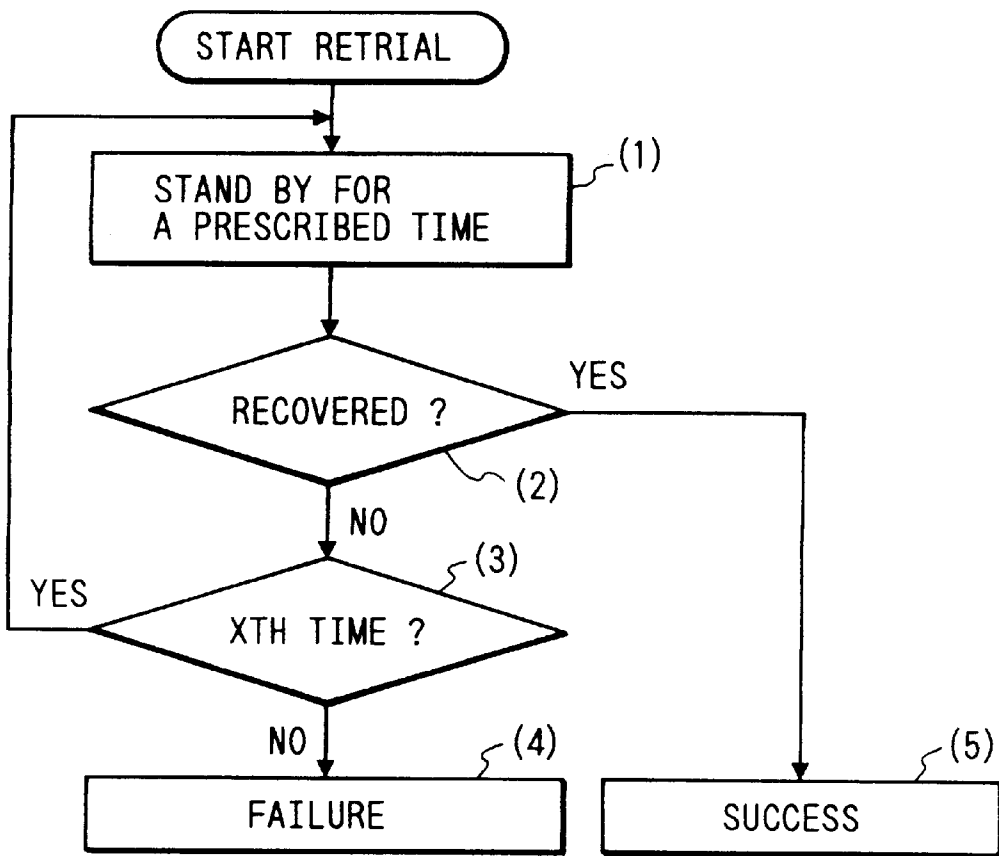 START RETRIAL
(1)
STAND BY FOR
A PRESCRIBED TIME
YES
RECOVERED ?
(2)
NO
(3)
YES
XTH TIME ?
NO
(4)
(5)
FAILURE
SUCCESS